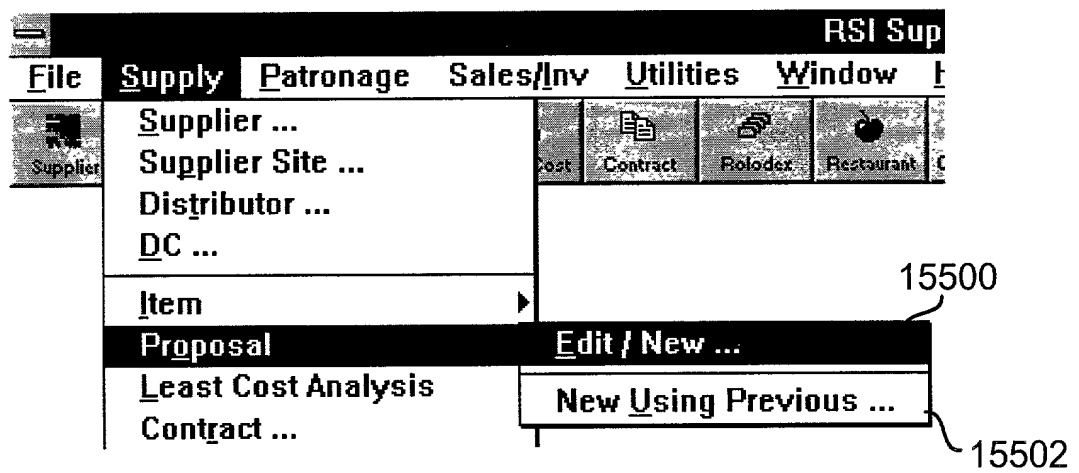 RSI Sup
File Supply Patronage Sales/Inv Utilities Window H
Supplier Cost Contract Rolodex Restaurant
Supplier ...
Supplier Site ...
Distributor ...
DC ...
Item
Proposal
Least Cost Analysis
Contract ...
15500
Edit / New ...
New Using Previous ...
15502